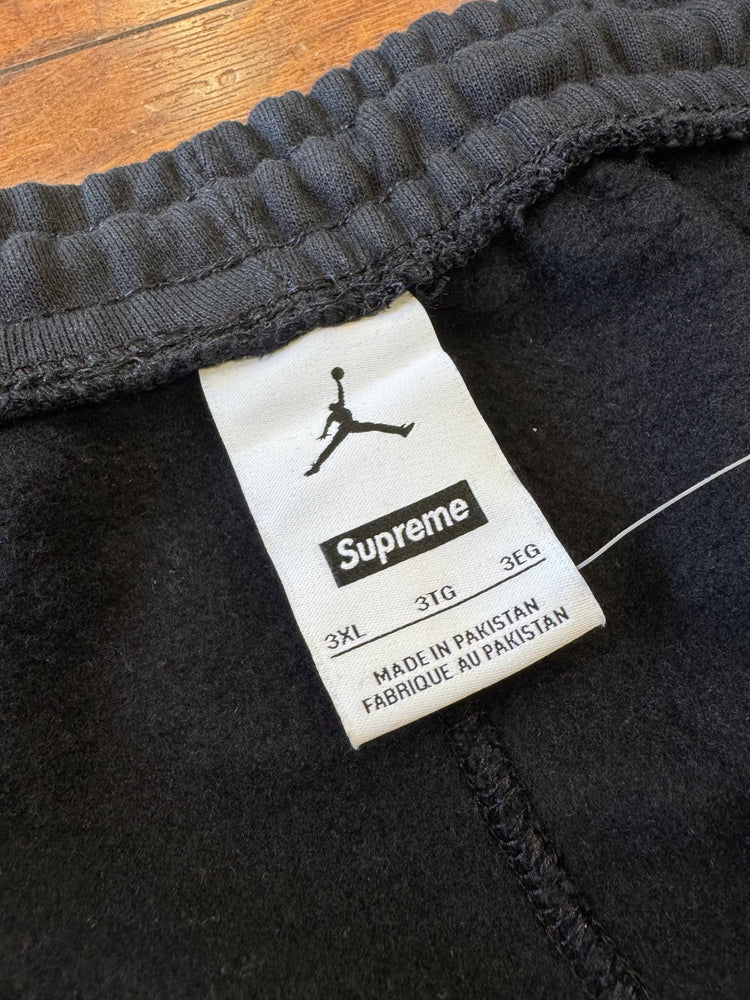 Supreme
3XL 3TG 3EG
MADE IN PAKISTAN
FABRIQUE AU PAKISTAN